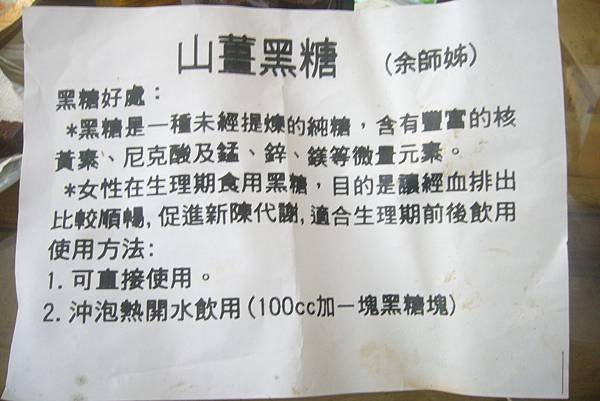 山薑黑糖 (余師姊)
黑糖好處：
*黑糖是一種未經提煉的純糖，含有豐富的核
黃素、尼克酸及錳、鋅、鎂等微量元素。
*女性在生理期食用黑糖，目的是讓經血排出
比較順暢,促進新陳代謝,適合生理期前後飲用
使用方法:
1.可直接使用。
2.沖泡熱開水飲用(100cc加一塊黑糖塊)